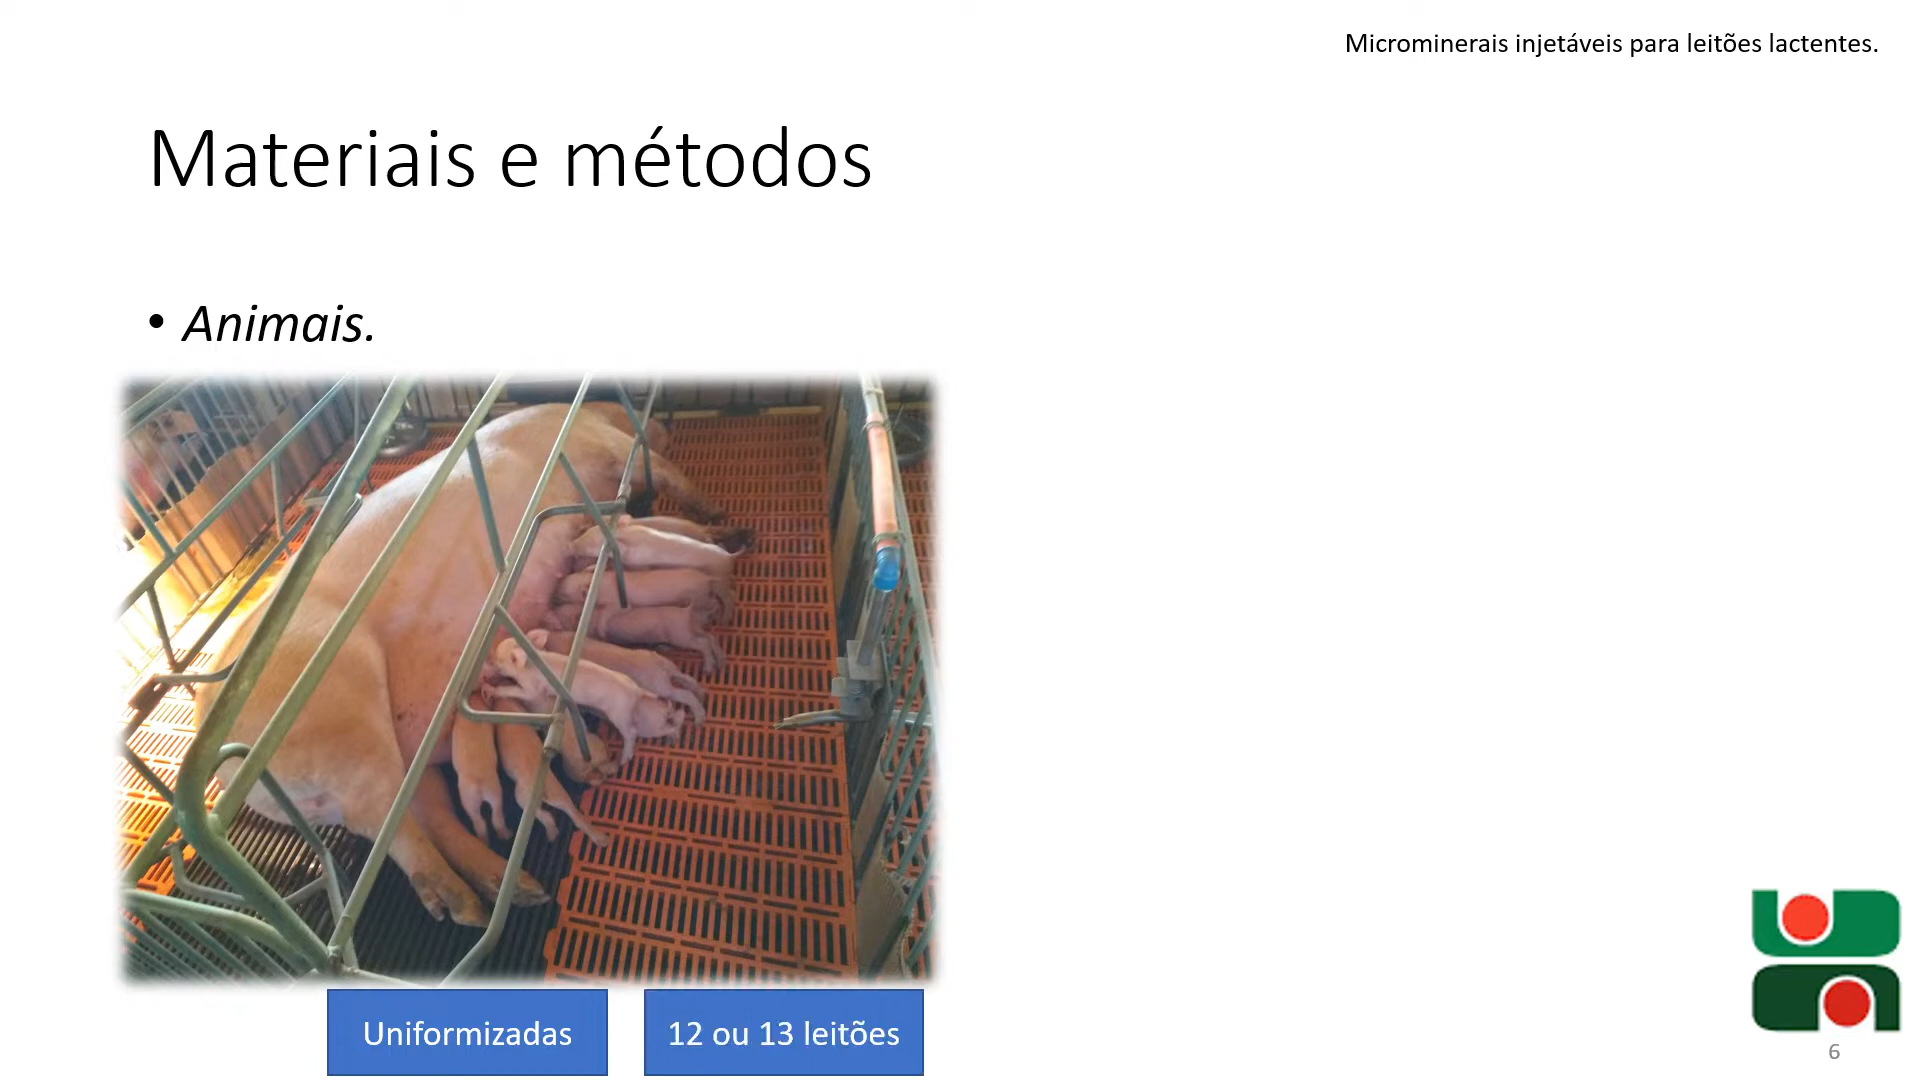 Microminerais injetáveis para leitões lactentes.
Materiais e métodos
• Animais.
Uniformizadas
12 ou 13 leitões
6